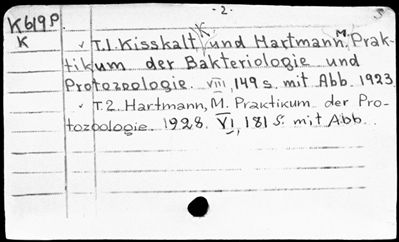 - 2 -
K619P
K
T.1. Kisskalt, K und Hartmann, M. Prak-
tikum der Bakteriologie und
Protozoologie. VIII, 149 s. mit Abb. 1923.
T.2. Hartmann, M. Praktikum der Pro-
tozoologie. 1928. VI, 181 S. mit Abb.